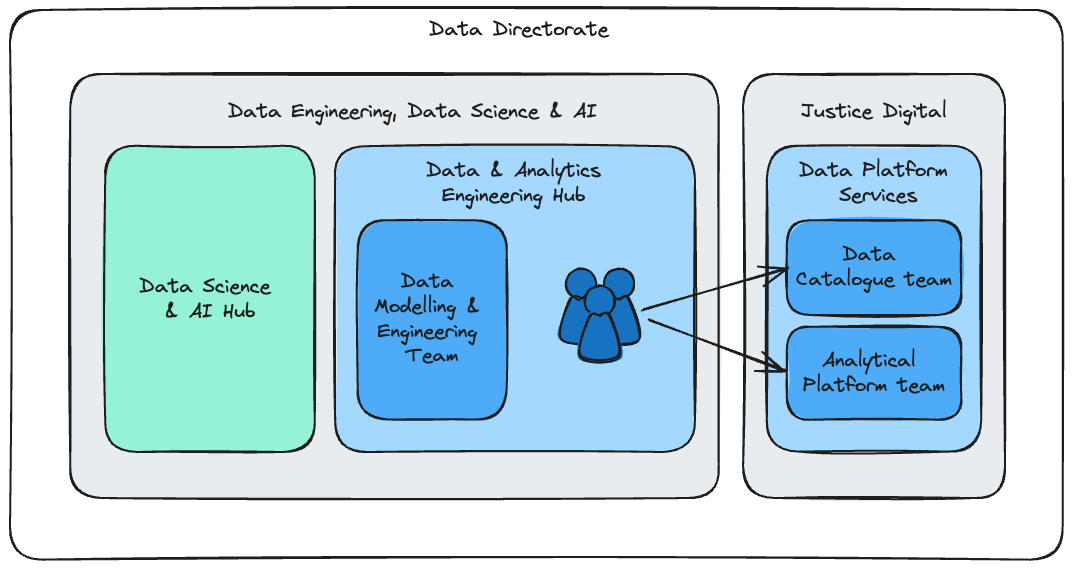 Data Directorate
Data Engineering, Data Science & AI
Data Science
& AI Hub
Data & Analytics
Engineering Hub
Data
Modelling &
Engineering
Team
Justice Digital
Data Platform
Services
Data
Catalogue team
Analytical
Platform team